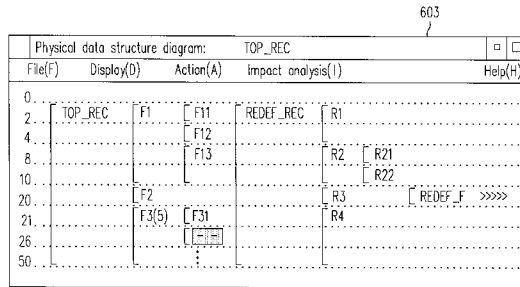 603
Physical data structure diagram: TOP_REC
File(F) Display(D) Action(A) Impact analysis(I) Help(H)
0
2 TOP_REC F1 F11 REDEF_REC R1
4 F12
8 F13 R2 R21
10 R22
20 F2 R3 REDEF_F >>>>>
21 F3(5) F31 R4
26
50